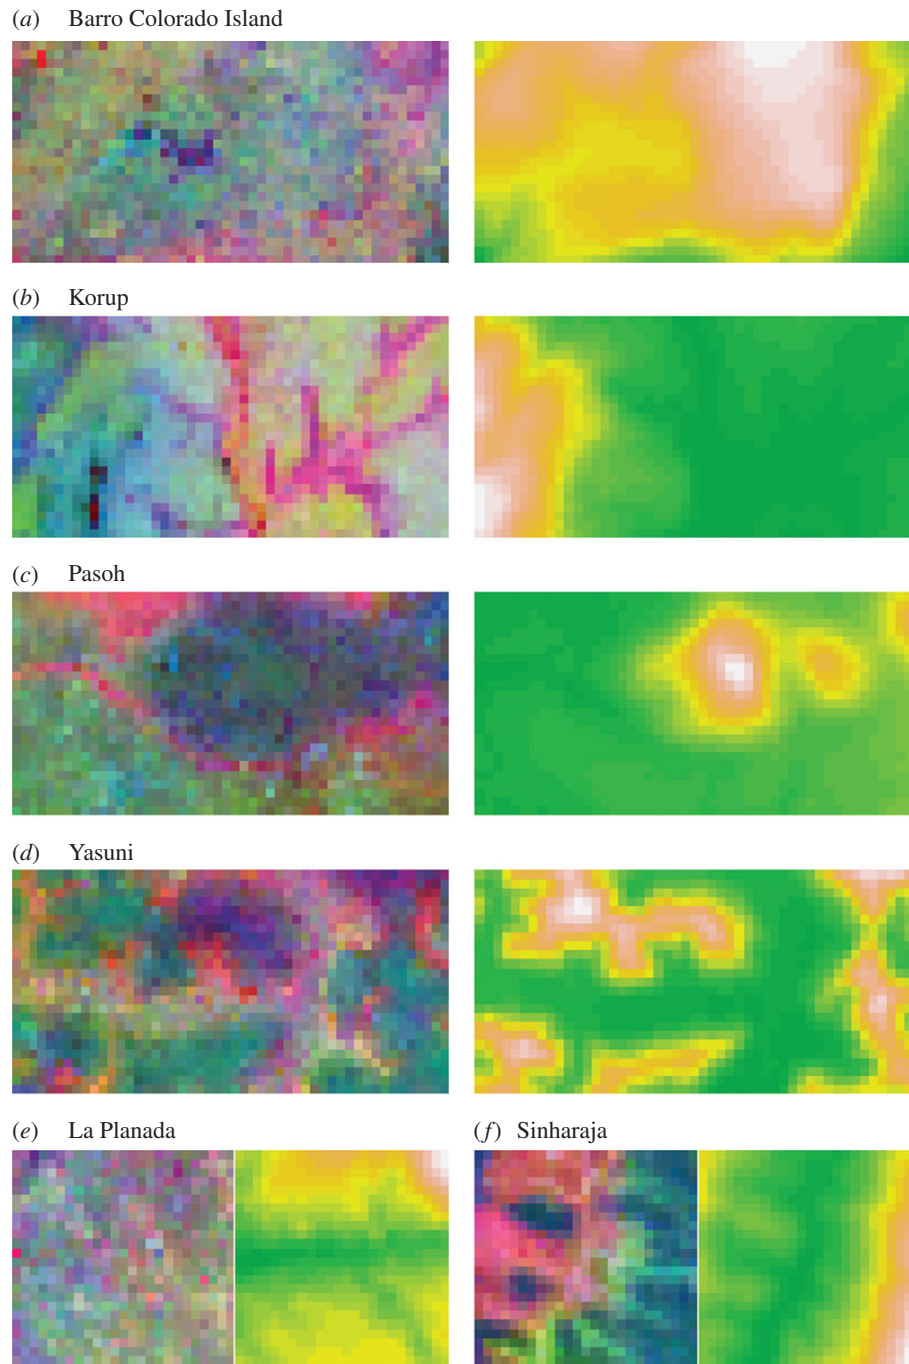 (a) Barro Colorado Island
(b) Korup
(c) Pasoh
(d) Yasuni
(e) La Planada
(f) Sinharaja